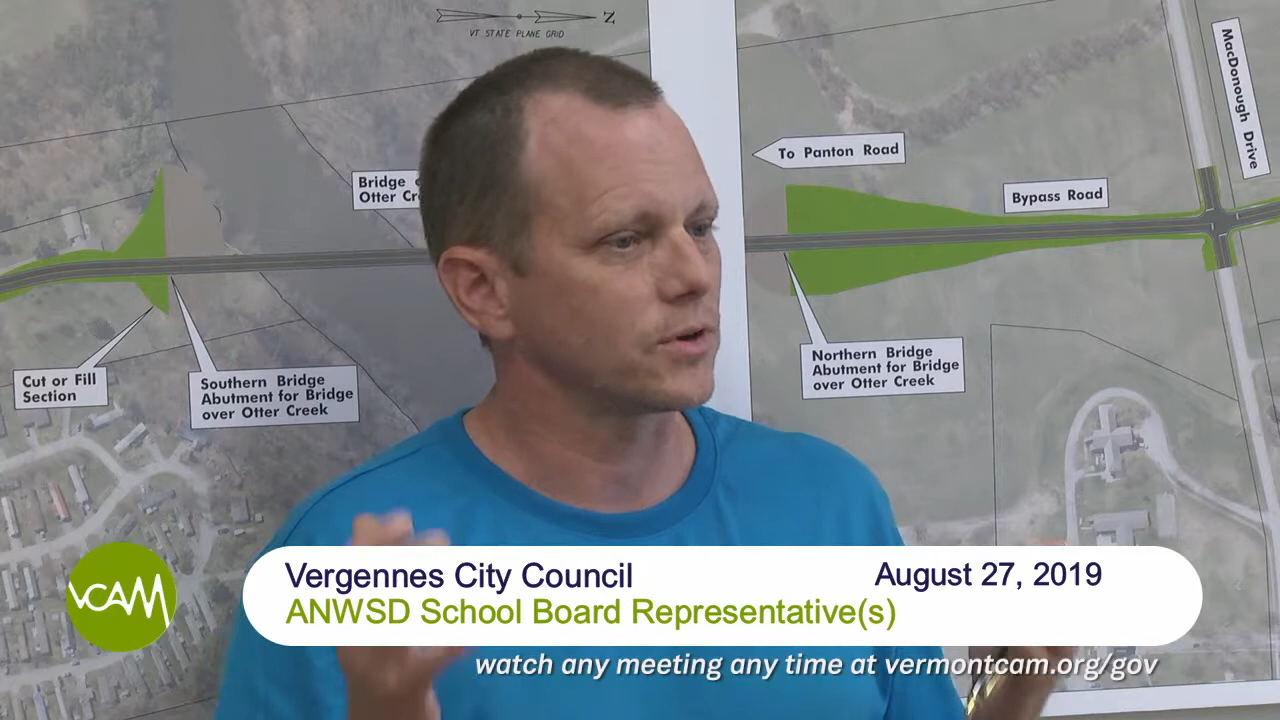 Z
VT STATE PLANE GRID
MacDonough Drive
To Panton Road
Bridge
Otter Cr
Bypass Road
Northern Bridge
Abutment for Bridge
over Otter Creek
Cut or Fill
Section
Southern Bridge
Abutment for Bridge
over Otter Creek
VCAM
Vergennes City Council
August 27, 2019
ANWSD School Board Representative(s)
watch any meeting any time at vermontcam.org/gov